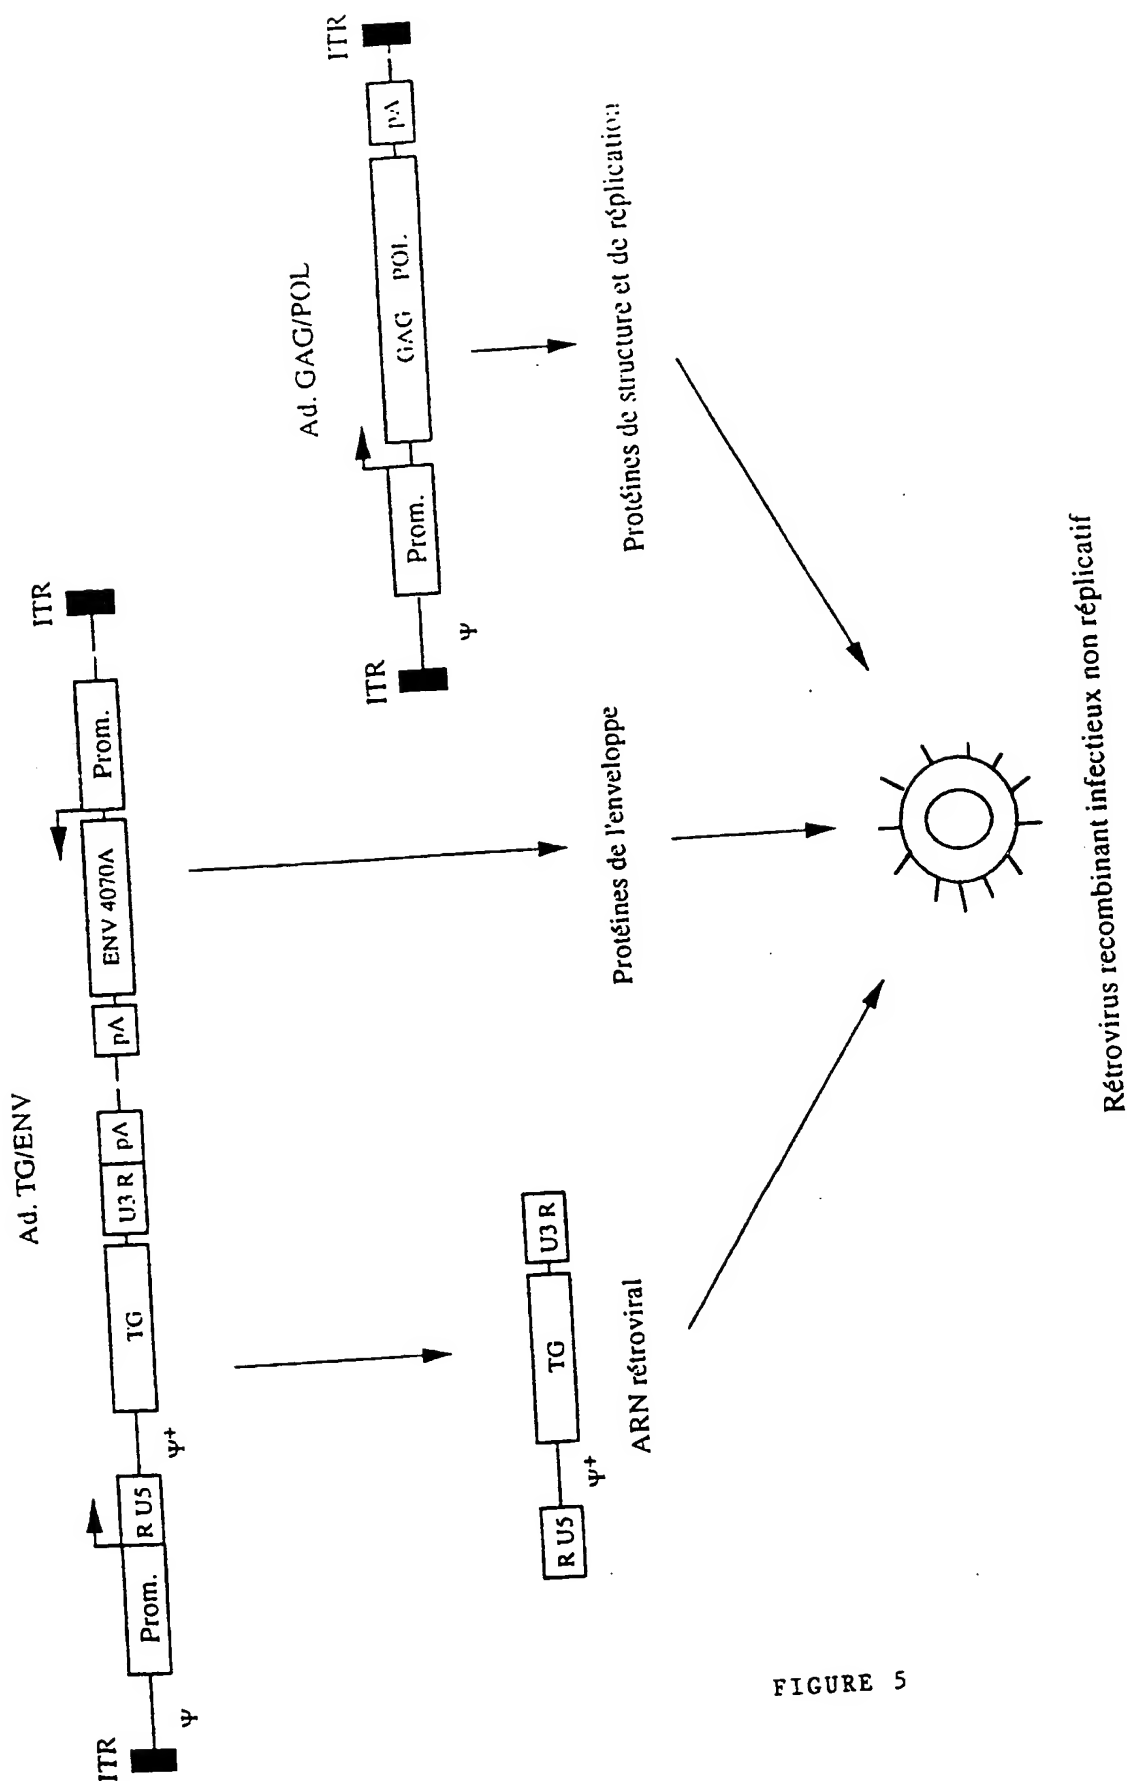 Ad. TG/ENV
ITR
Ψ
Prom.
R U5
Ψ+
TG
U3 R
pA
pA
ENV 4070A
Prom.
ITR
Ad. GAG/POL
ITR
Ψ
Prom.
GAG POL
pA
ITR
R U5
Ψ+
TG
U3 R
ARN rétroviral
Protéines de l'enveloppe
Protéines de structure et de réplication
Rétrovirus recombinant infectieux non réplicatif
FIGURE 5